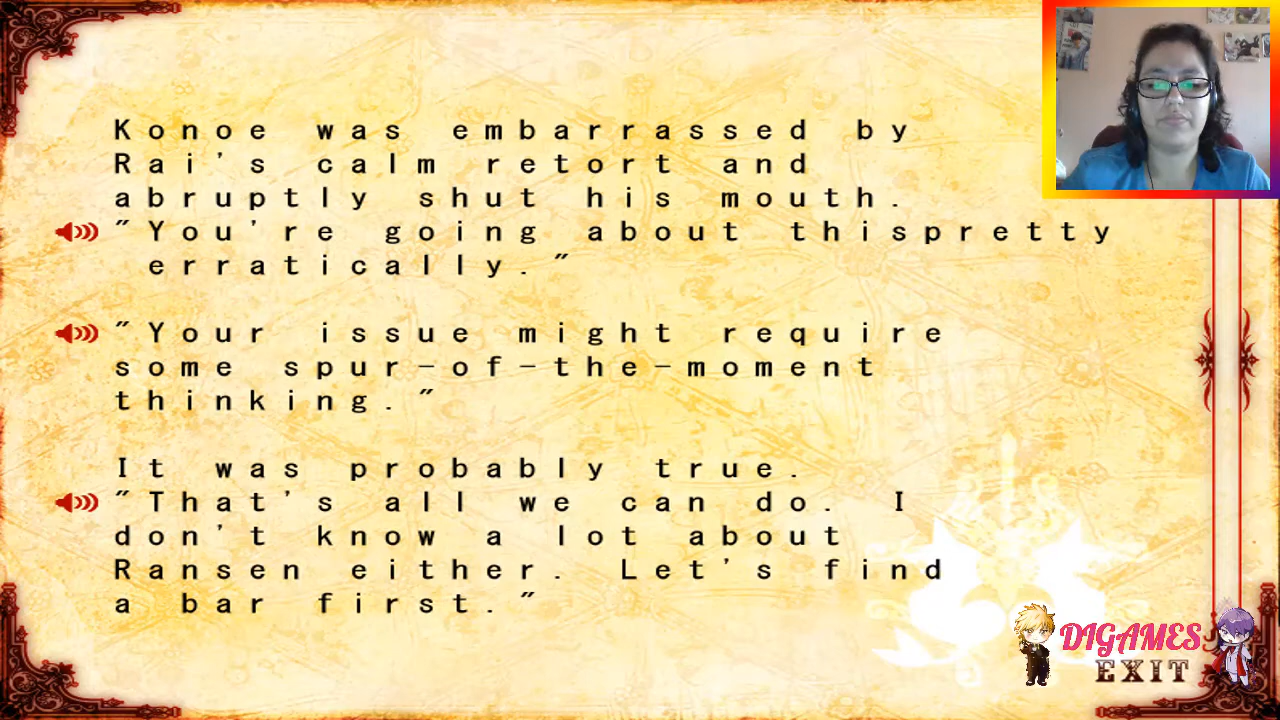 Konoe was embarrassed by
Rai's calm retort and
abruptly shut his mouth.
"You're going about thispretty
erratically."
"Your issue might require
some spur-of-the-moment
thinking."
It was probably true.
"That's all we can do. I
don't know a lot about
Ransen either. Let's find
a bar first."
DIGAMES
EXIT